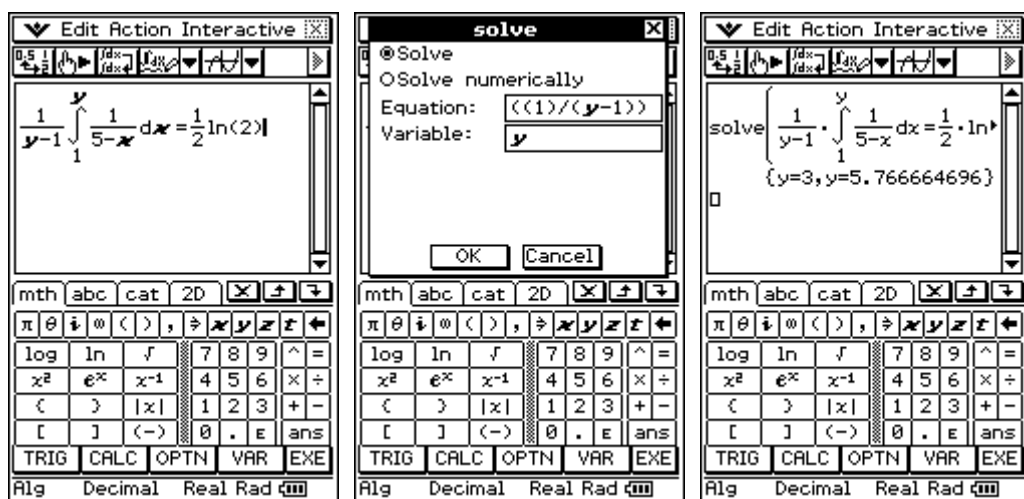 Edit Action Interactive
y
1/(y-1) ∫ 1/(5-x) dx = 1/2 ln(2)
1
mth abc cat 2D
π θ i ∞ ( ) , ⇒ x y z t ←
log ln √ 7 8 9 ^ =
x² eˣ x⁻¹ 4 5 6 × ÷
{ } |x| 1 2 3 + −
[ ] (−) 0 . E ans
TRIG CALC OPTN VAR EXE
Alg Decimal Real Rad
solve
Solve
Solve numerically
Equation: ((1)/(y-1))
Variable: y
OK Cancel
mth abc cat 2D
π θ i ∞ ( ) , ⇒ x y z t ←
log ln √ 7 8 9 ^ =
x² eˣ x⁻¹ 4 5 6 × ÷
{ } |x| 1 2 3 + −
[ ] (−) 0 . E ans
TRIG CALC OPTN VAR EXE
Alg Decimal Real Rad
Edit Action Interactive
y
solve( 1/(y-1) · ∫ 1/(5-x) dx = 1/2 · ln
1
{y=3,y=5.766664696}
mth abc cat 2D
π θ i ∞ ( ) , ⇒ x y z t ←
log ln √ 7 8 9 ^ =
x² eˣ x⁻¹ 4 5 6 × ÷
{ } |x| 1 2 3 + −
[ ] (−) 0 . E ans
TRIG CALC OPTN VAR EXE
Alg Decimal Real Rad